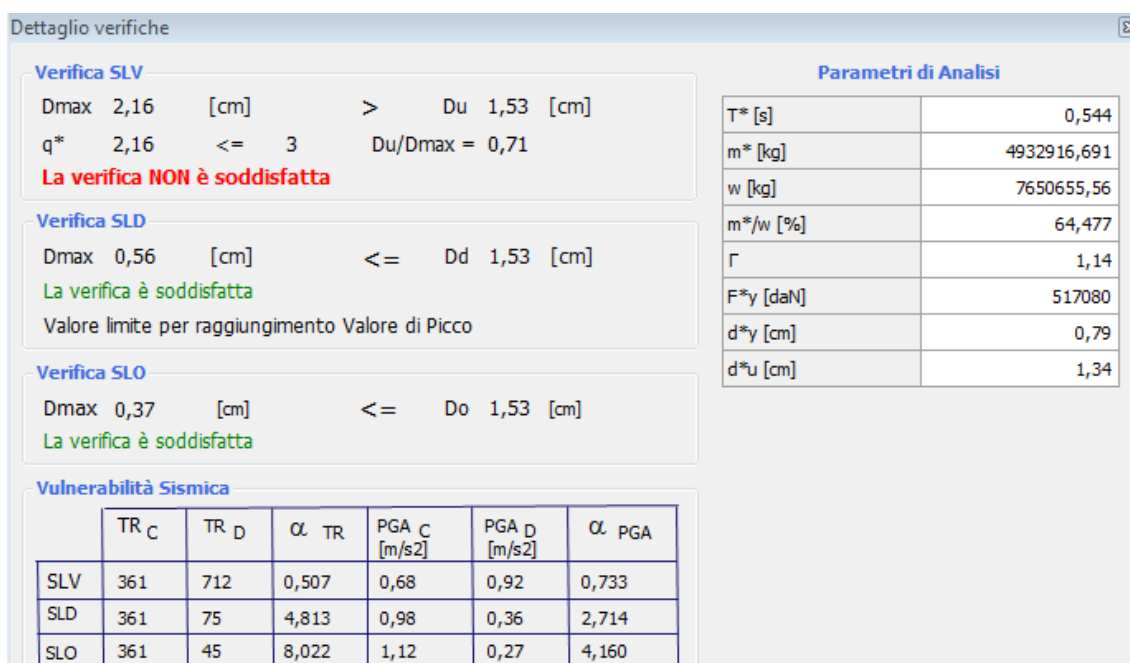 Dettaglio verifiche
Verifica SLV
Dmax 2,16 [cm] > Du 1,53 [cm]
q* 2,16 <= 3 Du/Dmax = 0,71
La verifica NON è soddisfatta
Verifica SLD
Dmax 0,56 [cm] <= Dd 1,53 [cm]
La verifica è soddisfatta
Valore limite per raggiungimento Valore di Picco
Verifica SLO
Dmax 0,37 [cm] <= Do 1,53 [cm]
La verifica è soddisfatta
Vulnerabilità Sismica
TR C TR D α TR PGA C [m/s2] PGA D [m/s2] α PGA
SLV 361 712 0,507 0,68 0,92 0,733
SLD 361 75 4,813 0,98 0,36 2,714
SLO 361 45 8,022 1,12 0,27 4,160
Parametri di Analisi
T* [s] 0,544
m* [kg] 4932916,691
w [kg] 7650655,56
m*/w [%] 64,477
Γ 1,14
F*y [daN] 517080
d*y [cm] 0,79
d*u [cm] 1,34